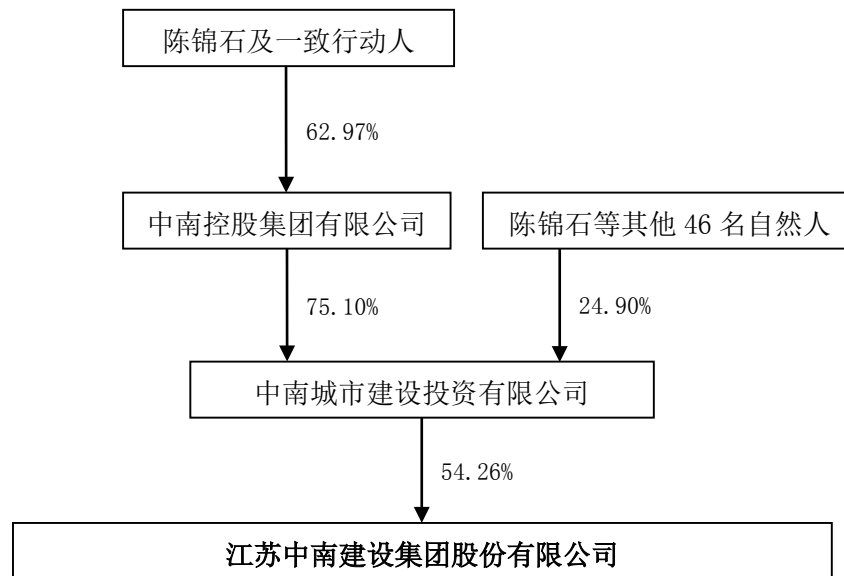 陈锦石及一致行动人
62.97%
中南控股集团有限公司
陈锦石等其他 46 名自然人
75.10%
24.90%
中南城市建设投资有限公司
54.26%
江苏中南建设集团股份有限公司